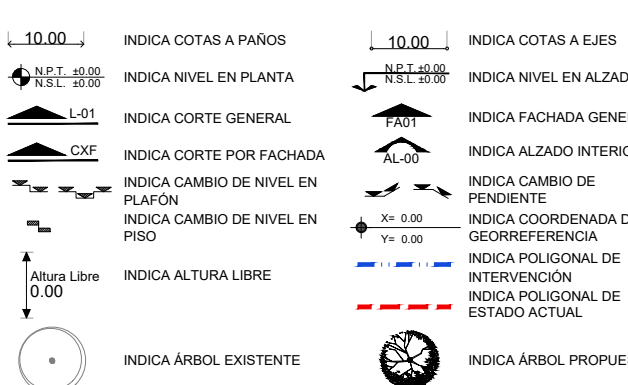 10.00 INDICA COTAS A PAÑOS
10.00 INDICA COTAS A EJES
N.P.T. ±0.00
N.S.L. ±0.00
INDICA NIVEL EN PLANTA
N.P.T. ±0.00
N.S.L. ±0.00
INDICA NIVEL EN ALZAD
L-01 INDICA CORTE GENERAL
FA01 INDICA FACHADA GENE
CXF INDICA CORTE POR FACHADA
AL-00 INDICA ALZADO INTERIO
INDICA CAMBIO DE NIVEL EN
PLAFÓN
INDICA CAMBIO DE
PENDIENTE
INDICA CAMBIO DE NIVEL EN
PISO
X= 0.00
Y= 0.00
INDICA COORDENADA D
GEORREFERENCIA
Altura Libre
0.00
INDICA ALTURA LIBRE
INDICA POLIGONAL DE
INTERVENCIÓN
INDICA POLIGONAL DE
ESTADO ACTUAL
INDICA ÁRBOL EXISTENTE
INDICA ÁRBOL PROPUE